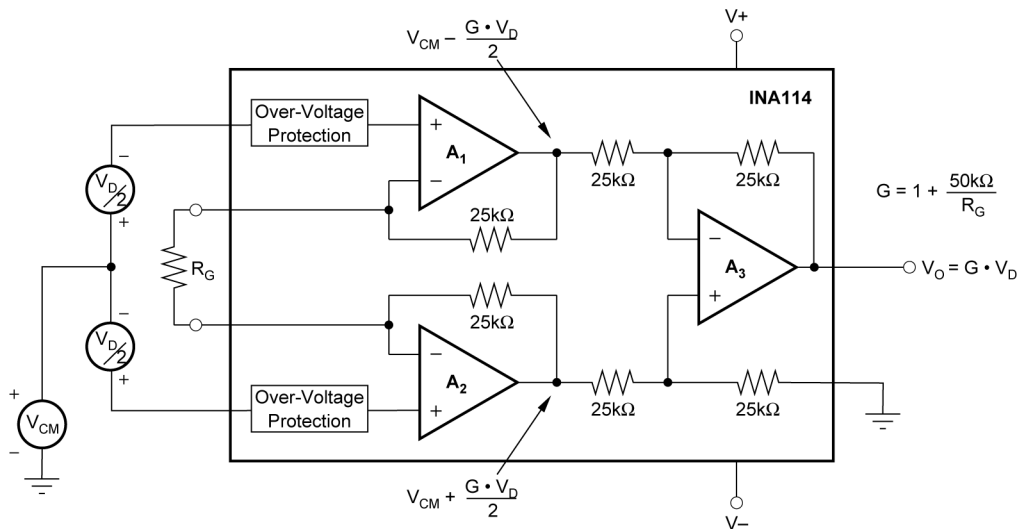 V+
V_CM – G • V_D / 2
INA114
Over-Voltage
Protection
+
A₁
–
25kΩ
25kΩ
25kΩ
–
V_D/2
+
R_G
G = 1 + 50kΩ / R_G
–
A₃
+
V_O = G • V_D
–
V_D/2
+
25kΩ
–
A₂
+
25kΩ
25kΩ
Over-Voltage
Protection
+
V_CM
–
V_CM + G • V_D / 2
V–